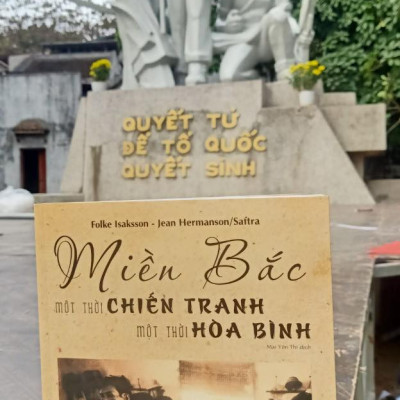 QUYẾT TỬ
ĐỂ TỔ QUỐC
QUYẾT SINH
Folke Isaksson - Jean Hermanson/Saftra
Miền Bắc
MỘT THỜI CHIẾN TRANH
MỘT THỜI HÒA BÌNH